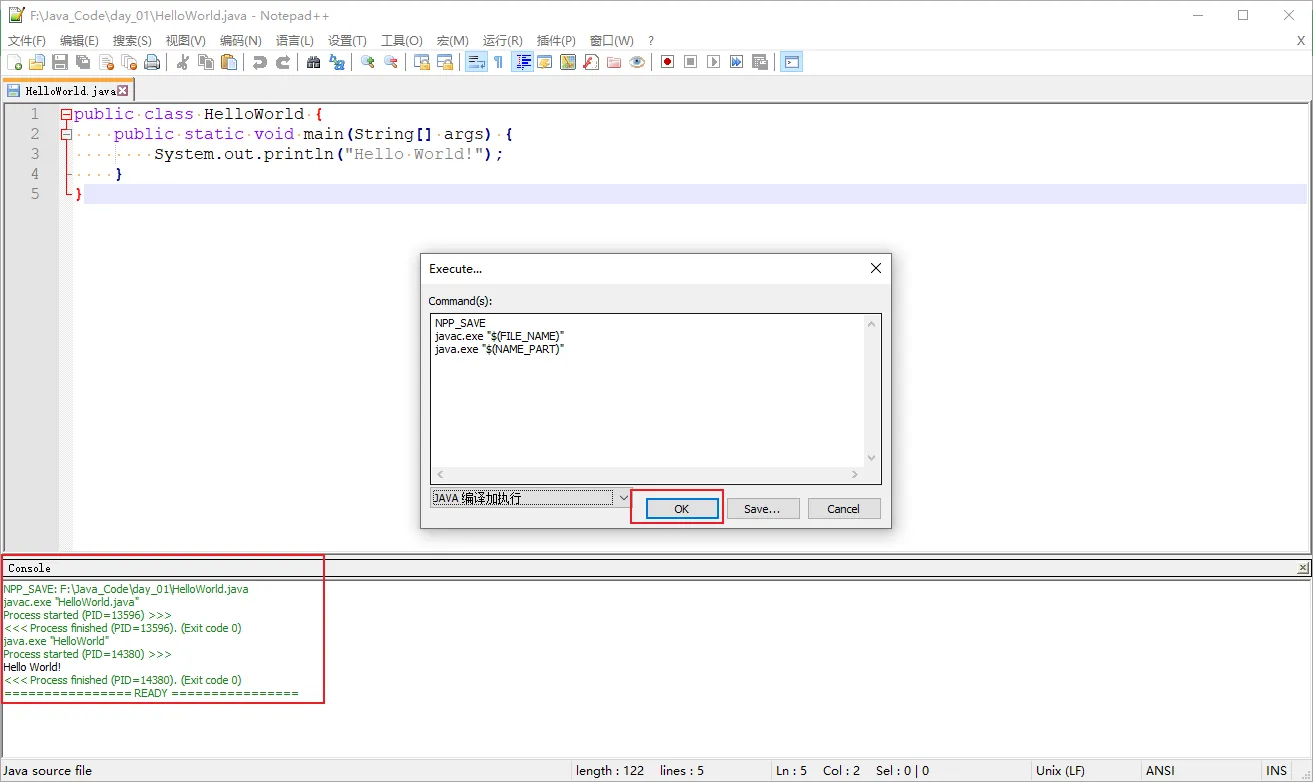 F:\Java_Code\day_01\HelloWorld.java - Notepad++
文件(F) 编辑(E) 搜索(S) 视图(V) 编码(N) 语言(L) 设置(T) 工具(O) 宏(M) 运行(R) 插件(P) 窗口(W) ? X
HelloWorld.java
1 public class HelloWorld {
2 public static void main(String[] args) {
3 System.out.println("Hello World!");
4 }
5 }
Execute...
Command(s):
NPP_SAVE
javac.exe "$(FILE_NAME)"
java.exe "$(NAME_PART)"
JAVA 编译加执行
OK Save... Cancel
Console
NPP_SAVE: F:\Java_Code\day_01\HelloWorld.java
javac.exe "HelloWorld.java"
Process started (PID=13596) >>>
<<< Process finished (PID=13596). (Exit code 0)
java.exe "HelloWorld"
Process started (PID=14380) >>>
Hello World!
<<< Process finished (PID=14380). (Exit code 0)
================ READY ================
Java source file length : 122 lines : 5 Ln : 5 Col : 2 Sel : 0 | 0 Unix (LF) ANSI INS